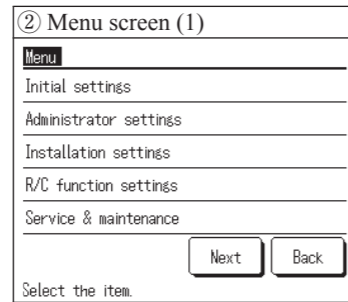 ② Menu screen (1)
Menu
Initial settings
Administrator settings
Installation settings
R/C function settings
Service & maintenance
Next Back
Select the item.